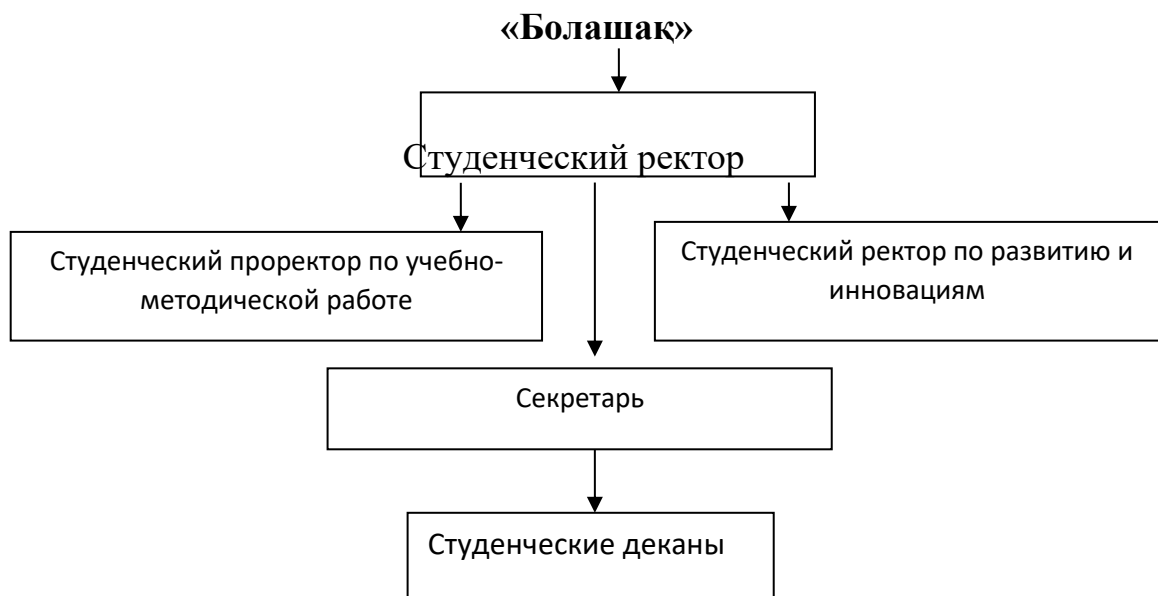 «Болашақ»
Студенческий ректор
Студенческий проректор по учебно-
методической работе
Студенческий ректор по развитию и
инновациям
Секретарь
Студенческие деканы